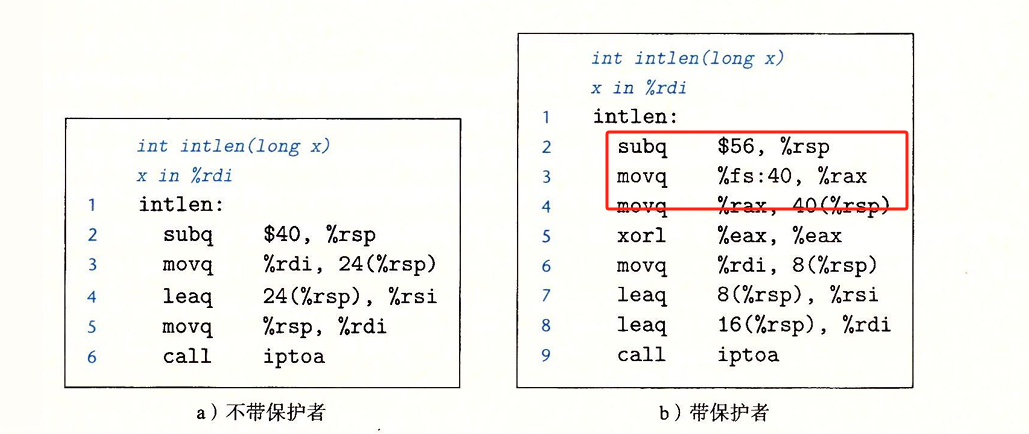 int intlen(long x)
x in %rdi
1 intlen:
2 subq $40, %rsp
3 movq %rdi, 24(%rsp)
4 leaq 24(%rsp), %rsi
5 movq %rsp, %rdi
6 call iptoa
a）不带保护者
int intlen(long x)
x in %rdi
1 intlen:
2 subq $56, %rsp
3 movq %fs:40, %rax
4 movq %rax, 40(%rsp)
5 xorl %eax, %eax
6 movq %rdi, 8(%rsp)
7 leaq 8(%rsp), %rsi
8 leaq 16(%rsp), %rdi
9 call iptoa
b）带保护者